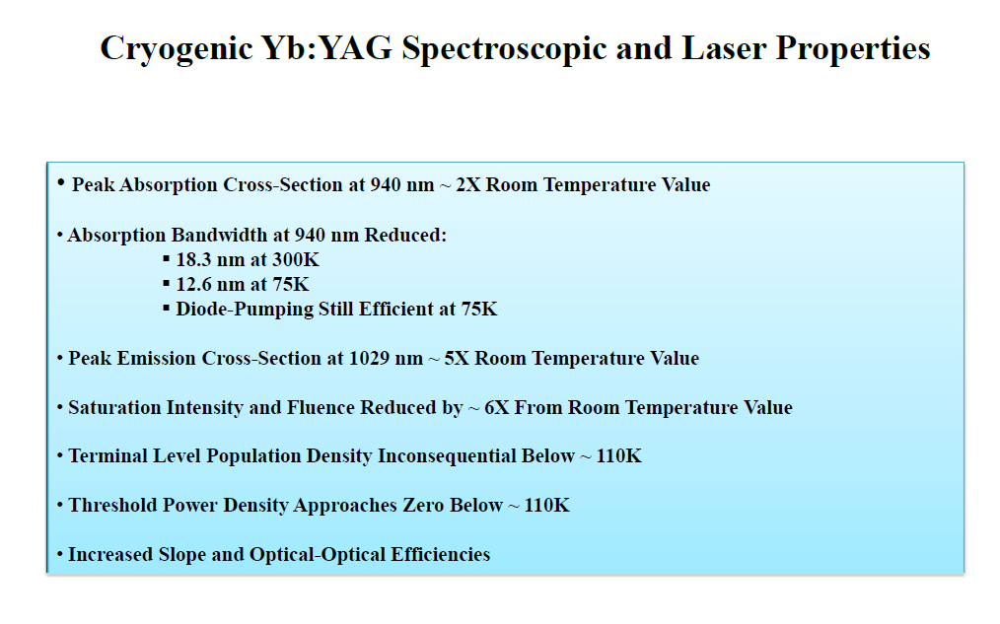 Cryogenic Yb:YAG Spectroscopic and Laser Properties
• Peak Absorption Cross-Section at 940 nm ~ 2X Room Temperature Value
• Absorption Bandwidth at 940 nm Reduced:
▪ 18.3 nm at 300K
▪ 12.6 nm at 75K
▪ Diode-Pumping Still Efficient at 75K
• Peak Emission Cross-Section at 1029 nm ~ 5X Room Temperature Value
• Saturation Intensity and Fluence Reduced by ~ 6X From Room Temperature Value
• Terminal Level Population Density Inconsequential Below ~ 110K
• Threshold Power Density Approaches Zero Below ~ 110K
• Increased Slope and Optical-Optical Efficiencies